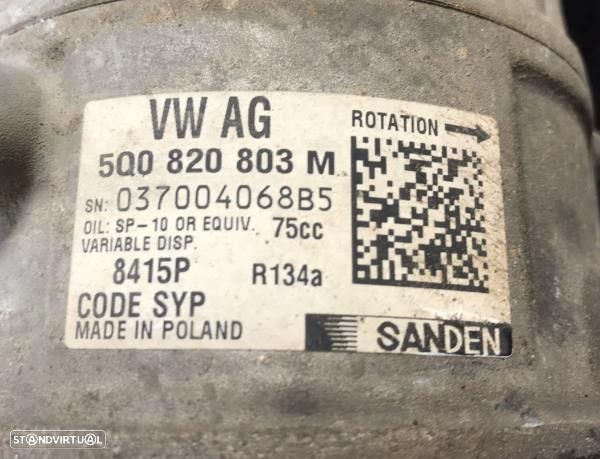 VW AG
ROTATION
5Q0 820 803 M
SN: 037004068B5
OIL: SP-10 OR EQUIV. 75cc
VARIABLE DISP.
8415P R134a
CODE SYP
MADE IN POLAND
SANDEN
STANDVIRTUAL